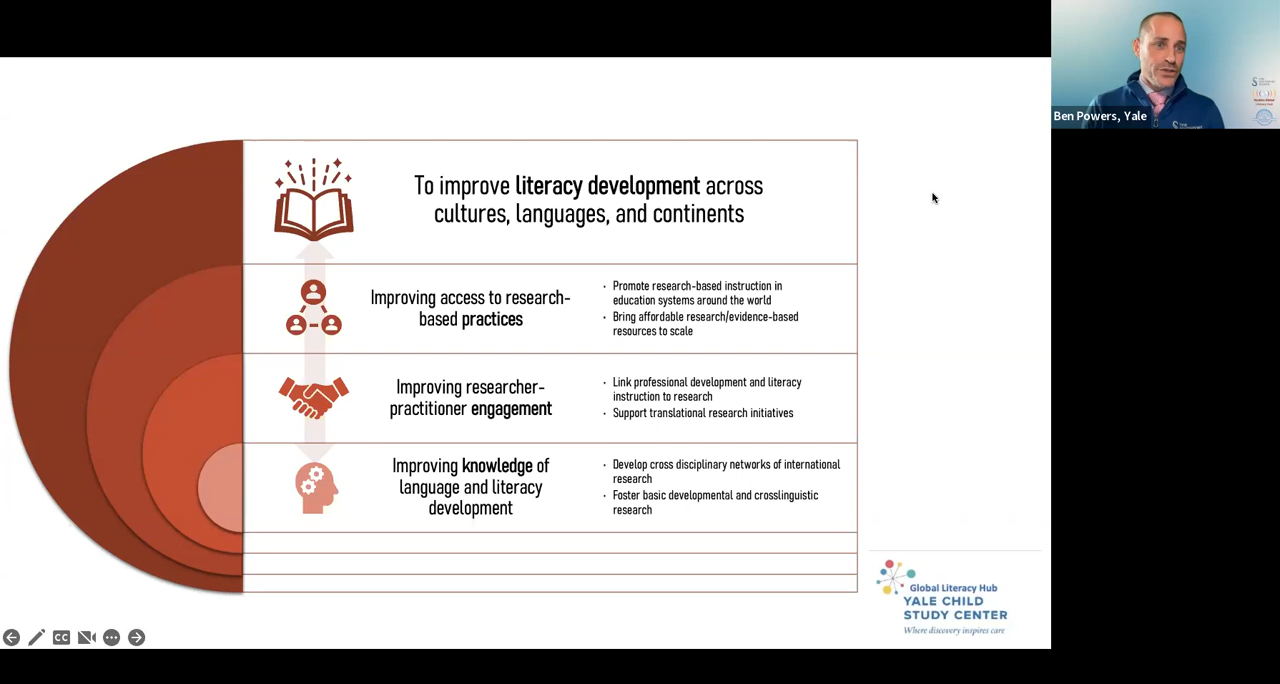 Ben Powers, Yale
To improve literacy development across
cultures, languages, and continents
Improving access to research-
based practices
· Promote research-based instruction in
education systems around the world
· Bring affordable research/evidence-based
resources to scale
Improving researcher-
practitioner engagement
· Link professional development and literacy
instruction to research
· Support translational research initiatives
Improving knowledge of
language and literacy
development
· Develop cross disciplinary networks of international
research
· Foster basic developmental and crosslinguistic
research
Global Literacy Hub
YALE CHILD
STUDY CENTER
Where discovery inspires care
CC